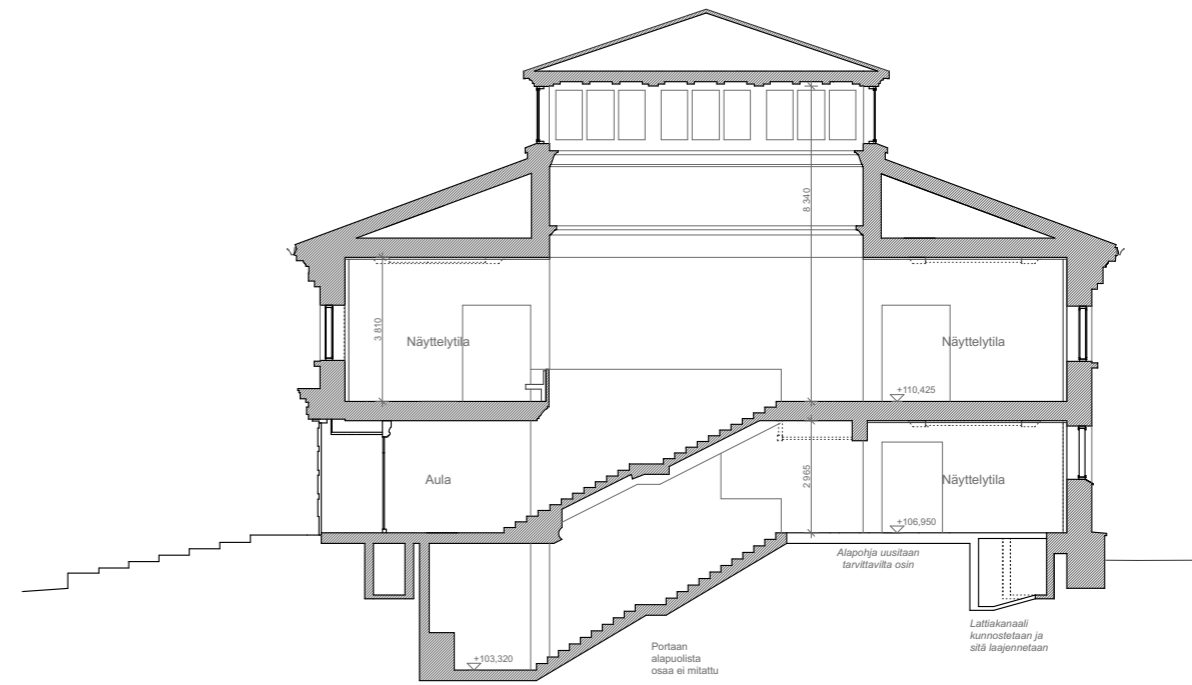 8 340
3 810
Näyttelytila
Näyttelytila
+110,425
Aula
2 965
Näyttelytila
+106,950
Alapohja uusitaan
tarvittavilta osin
Lattiakanaali
kunnostetaan ja
sitä laajennetaan
Portaan
alapuolista
osaa ei mitattu
+103,320